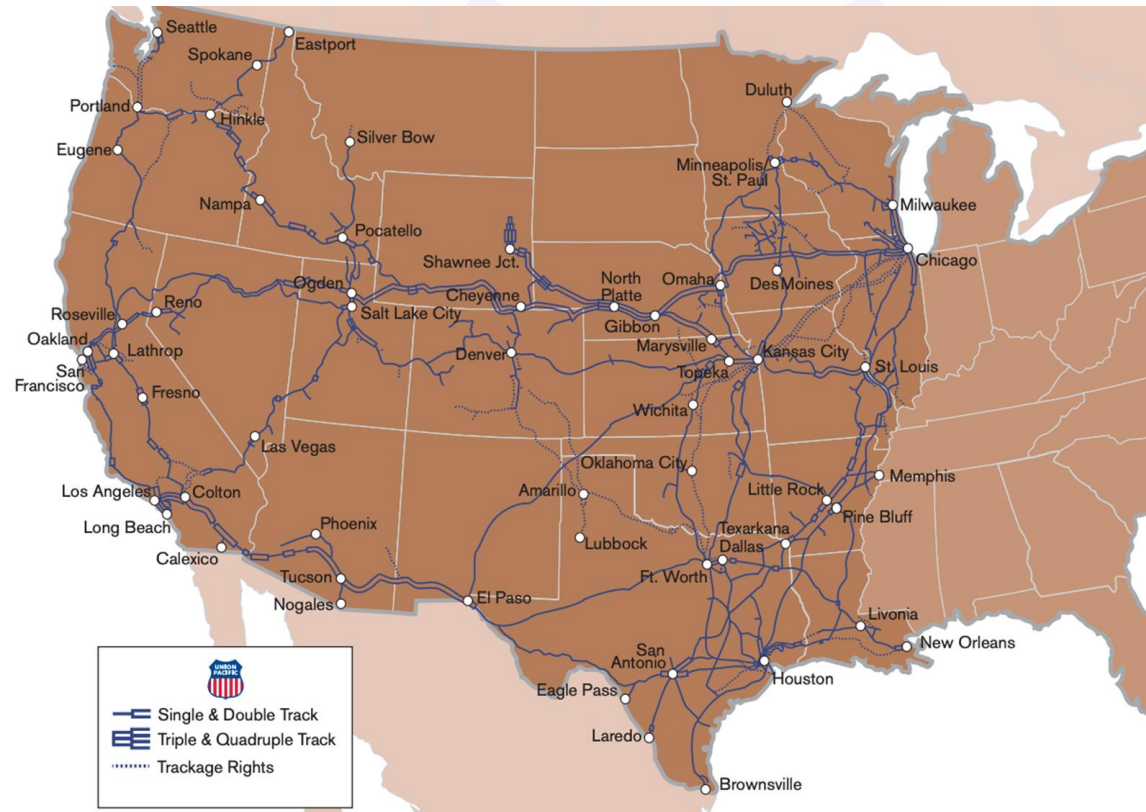 Seattle
Eastport
Spokane
Duluth
Portland
Hinkle
Silver Bow
Eugene
Minneapolis
St. Paul
Nampa
Milwaukee
Pocatello
Shawnee Jct.
Chicago
Ogden
North
Platte
Omaha
Des Moines
Reno
Cheyenne
Roseville
Salt Lake City
Gibbon
Oakland
Marysville
Lathrop
Denver
Kansas City
San
Francisco
Topeka
St. Louis
Fresno
Wichita
Las Vegas
Oklahoma City
Memphis
Los Angeles
Colton
Amarillo
Little Rock
Long Beach
Pine Bluff
Phoenix
Texarkana
Lubbock
Dallas
Calexico
Tucson
Ft. Worth
Nogales
El Paso
Livonia
New Orleans
San
Antonio
Houston
Eagle Pass
Laredo
Brownsville
UNION
PACIFIC
Single & Double Track
Triple & Quadruple Track
Trackage Rights